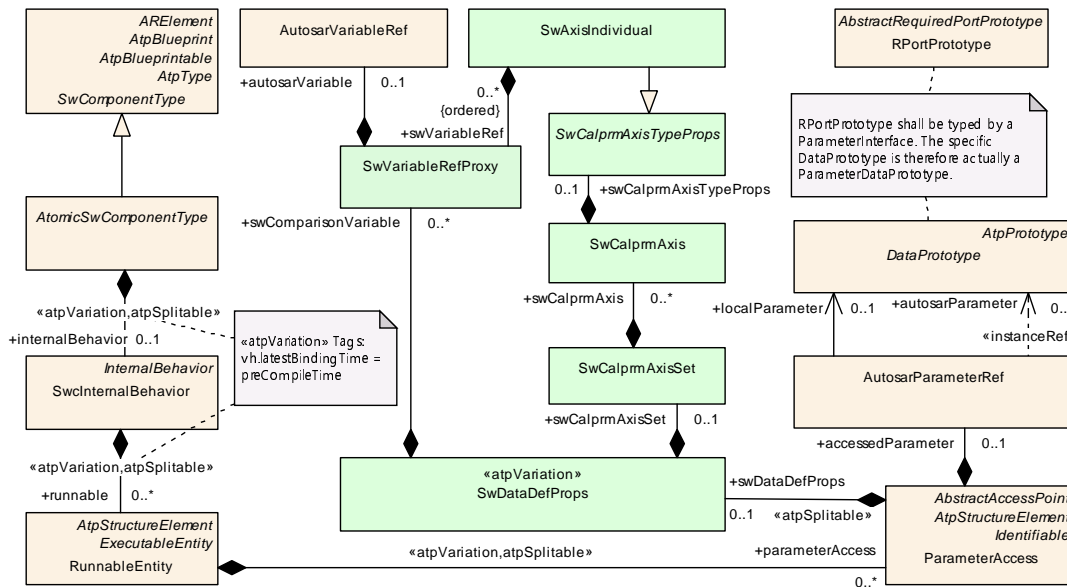 ARElement
AtpBlueprint
AtpBlueprintable
AtpType
SwComponentType
AutosarVariableRef
SwAxisIndividual
AbstractRequiredPortPrototype
RPortPrototype
+autosarVariable
0..1
0..*
{ordered}
+swVariableRef
SwCalprmAxisTypeProps
RPortPrototype shall be typed by a
ParameterInterface. The specific
DataPrototype is therefore actually a
ParameterDataPrototype.
SwVariableRefProxy
0..1
+swCalprmAxisTypeProps
AtomicSwComponentType
+swComparisonVariable
0..*
SwCalprmAxis
AtpPrototype
DataPrototype
+swCalprmAxis
0..*
+localParameter
0..1
+autosarParameter
0..
«instanceRef
«atpVariation,atpSplitable»
+internalBehavior
0..1
«atpVariation» Tags:
vh.latestBindingTime =
preCompileTime
InternalBehavior
SwcInternalBehavior
SwCalprmAxisSet
AutosarParameterRef
+swCalprmAxisSet
0..1
+accessedParameter
0..1
«atpVariation,atpSplitable»
+runnable
0..*
«atpVariation»
SwDataDefProps
+swDataDefProps
0..1
«atpSplitable»
AbstractAccessPoint
AtpStructureElement
Identifiable
ParameterAccess
AtpStructureElement
ExecutableEntity
RunnableEntity
«atpVariation,atpSplitable»
+parameterAccess
0..*